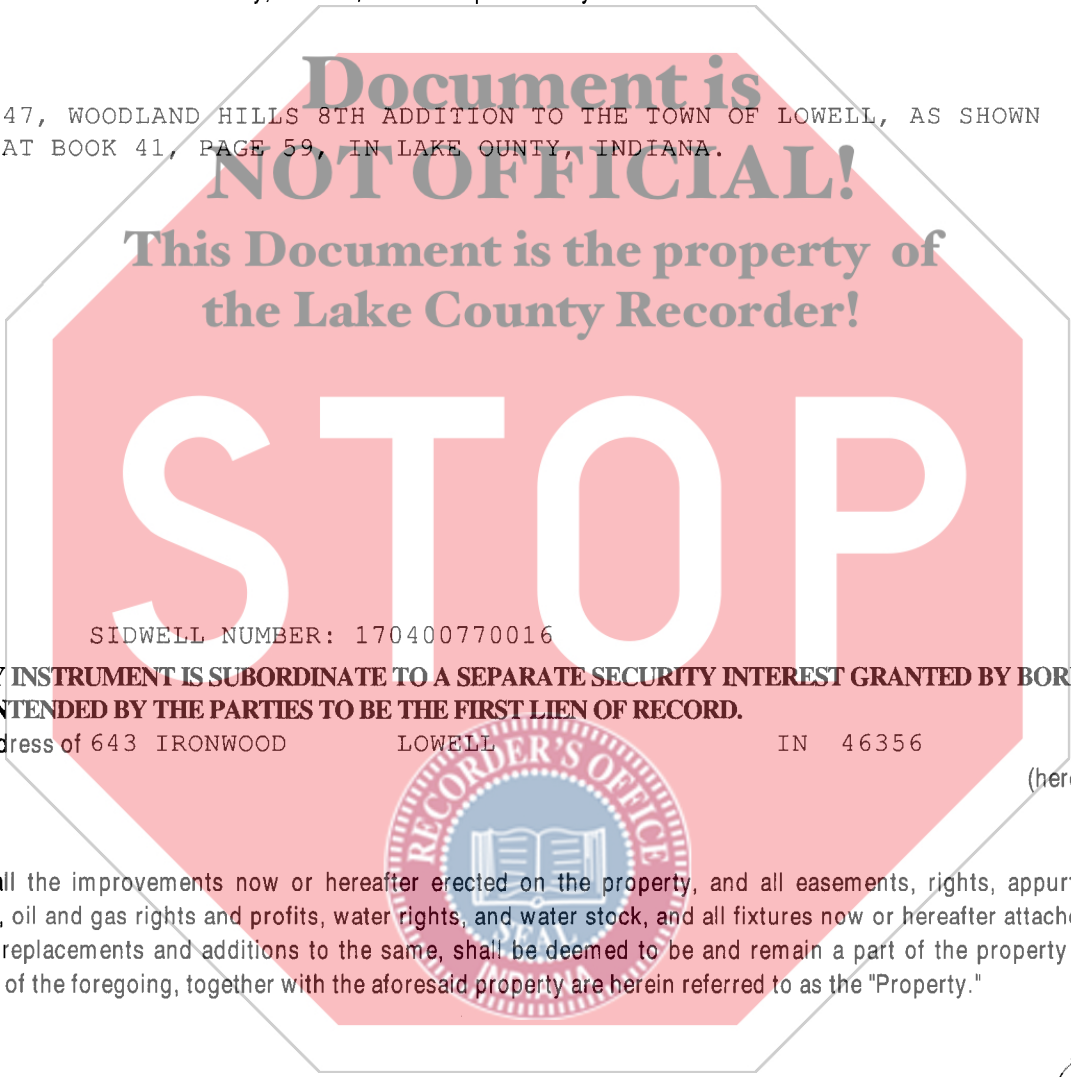 Document is
47, WOODLAND HILLS 8TH ADDITION TO THE TOWN OF LOWELL, AS SHOWN
AT BOOK 41, PAGE 59, IN LAKE OUNTY, INDIANA.
NOT OFFICIAL!
This Document is the property of
the Lake County Recorder!
STOP
SIDWELL NUMBER: 170400770016
Y INSTRUMENT IS SUBORDINATE TO A SEPARATE SECURITY INTEREST GRANTED BY BOR
NTENDED BY THE PARTIES TO BE THE FIRST LIEN OF RECORD.
dress of 643 IRONWOOD LOWELL IN 46356
RECORDER'S OFFICE
(her
all the improvements now or hereafter erected on the property, and all easements, rights, appurt
, oil and gas rights and profits, water rights, and water stock, and all fixtures now or hereafter attache
SEAL
replacements and additions to the same, shall be deemed to be and remain a part of the property
of the foregoing, together with the aforesaid property are herein referred to as the "Property."
INDIANA